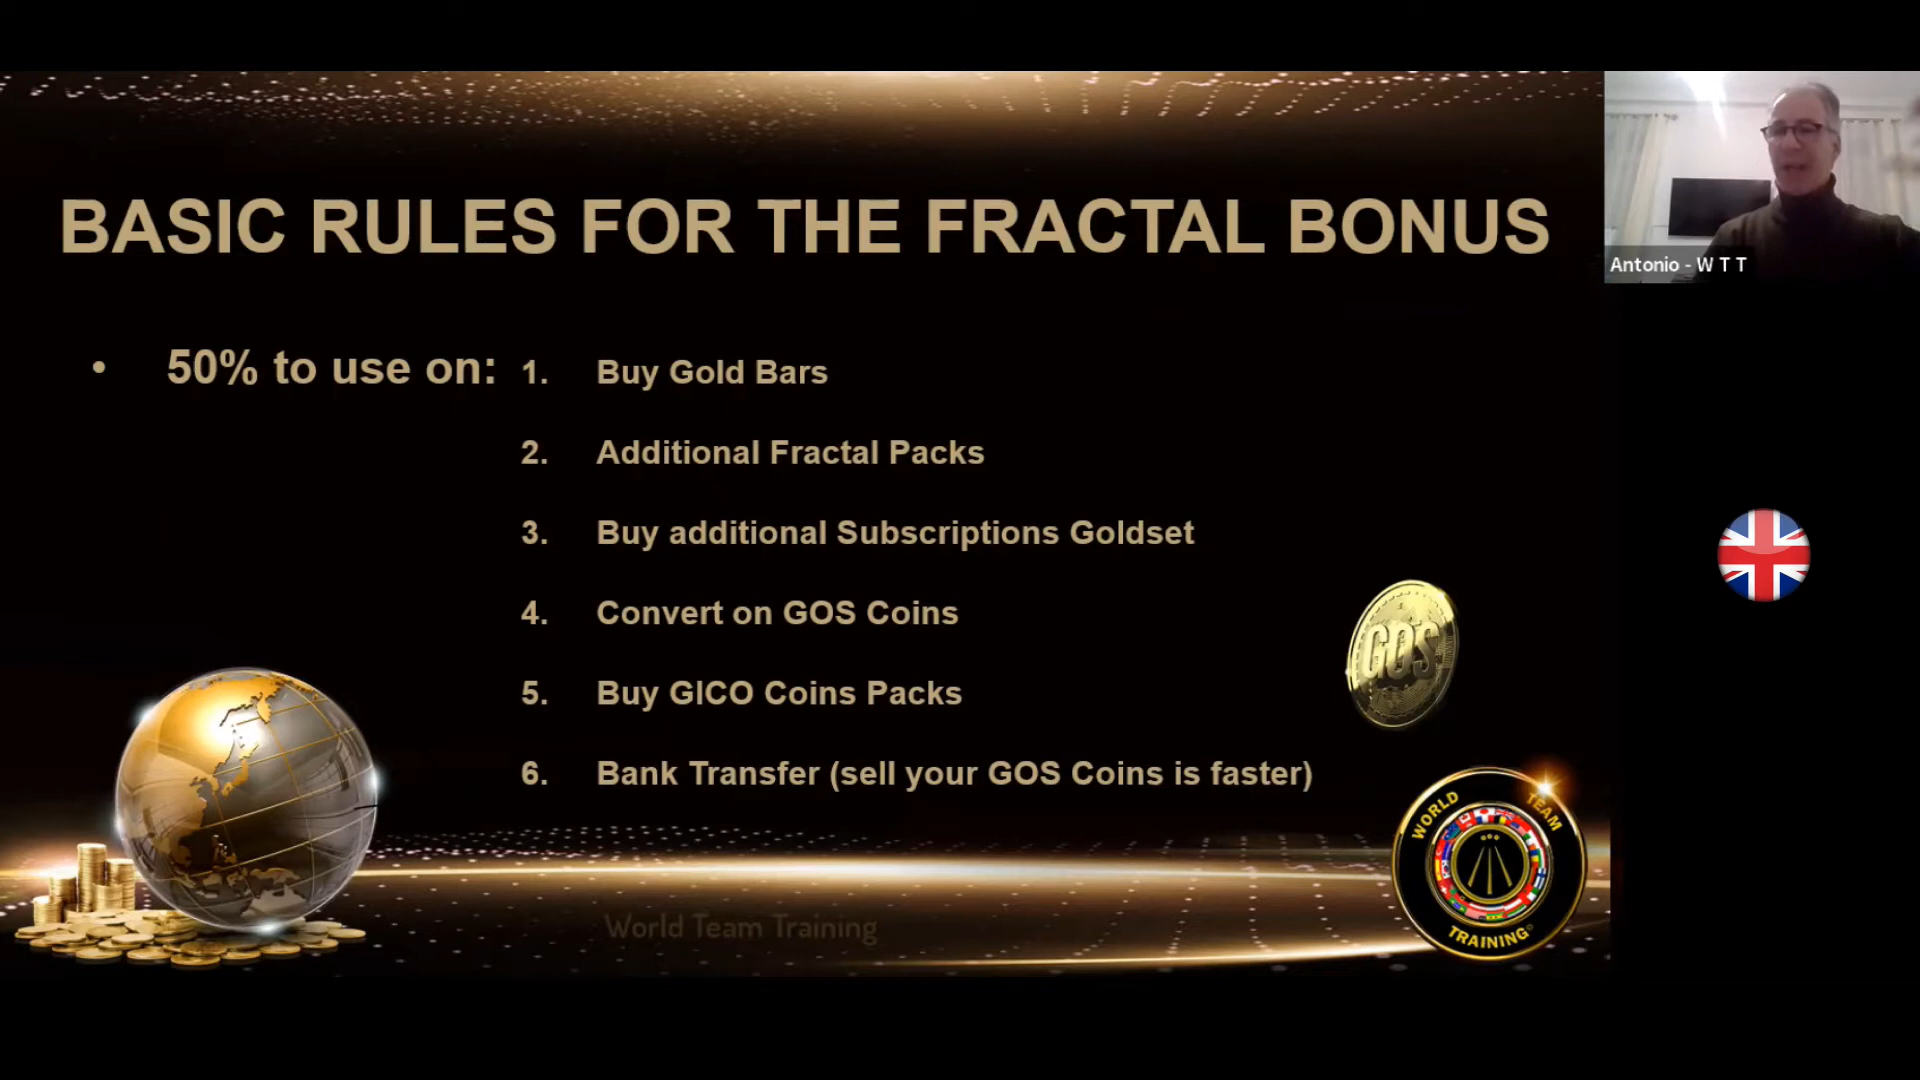 BASIC RULES FOR THE FRACTAL BONUS
Antonio - W T T
• 50% to use on:
1. Buy Gold Bars
2. Additional Fractal Packs
3. Buy additional Subscriptions Goldset
4. Convert on GOS Coins
5. Buy GICO Coins Packs
6. Bank Transfer (sell your GOS Coins is faster)
GOS
WORLD TEAM
TRAINING
World Team Training